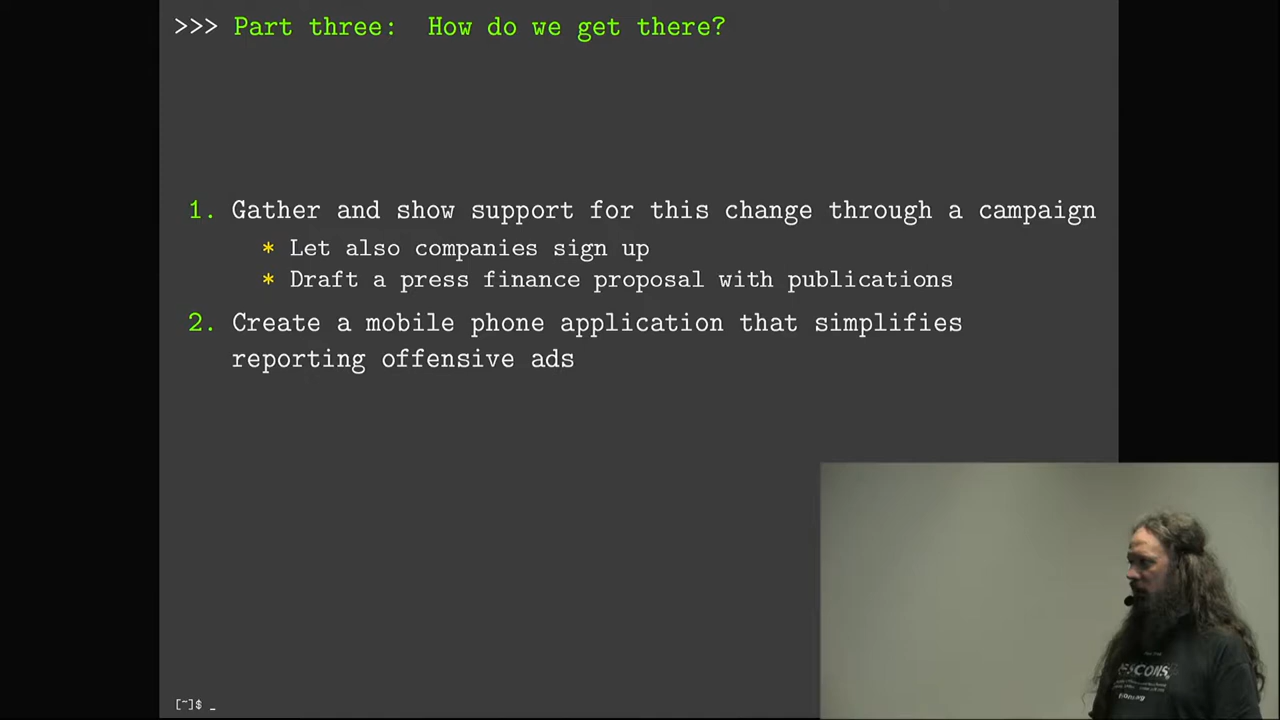 >>> Part three: How do we get there?
1. Gather and show support for this change through a campaign
* Let also companies sign up
* Draft a press finance proposal with publications
2. Create a mobile phone application that simplifies
reporting offensive ads
[~]$ _